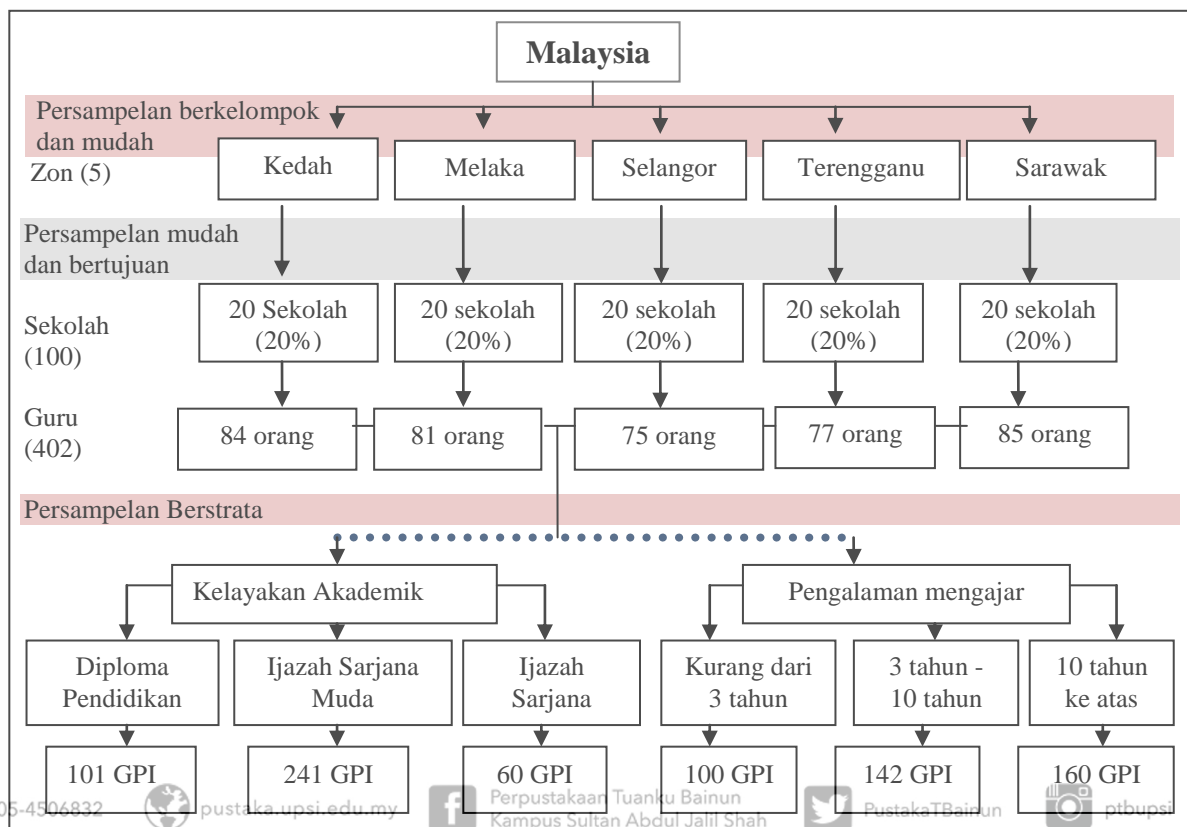 Malaysia
Persampelan berkelompok
dan mudah
Zon (5)
Kedah
Melaka
Selangor
Terengganu
Sarawak
Persampelan mudah
dan bertujuan
Sekolah
(100)
20 Sekolah
(20%)
20 sekolah
(20%)
20 sekolah
(20%)
20 sekolah
(20%)
20 sekolah
(20%)
Guru
(402)
84 orang
81 orang
75 orang
77 orang
85 orang
Persampelan Berstrata
Kelayakan Akademik
Pengalaman mengajar
Diploma
Pendidikan
Ijazah Sarjana
Muda
Ijazah
Sarjana
Kurang dari
3 tahun
3 tahun -
10 tahun
10 tahun
ke atas
101 GPI
241 GPI
60 GPI
100 GPI
142 GPI
160 GPI
05-4506832
pustaka.upsi.edu.my
Perpustakaan Tuanku Bainun
Kampus Sultan Abdul Jalil Shah
PustakaTBainun
ptbupsi